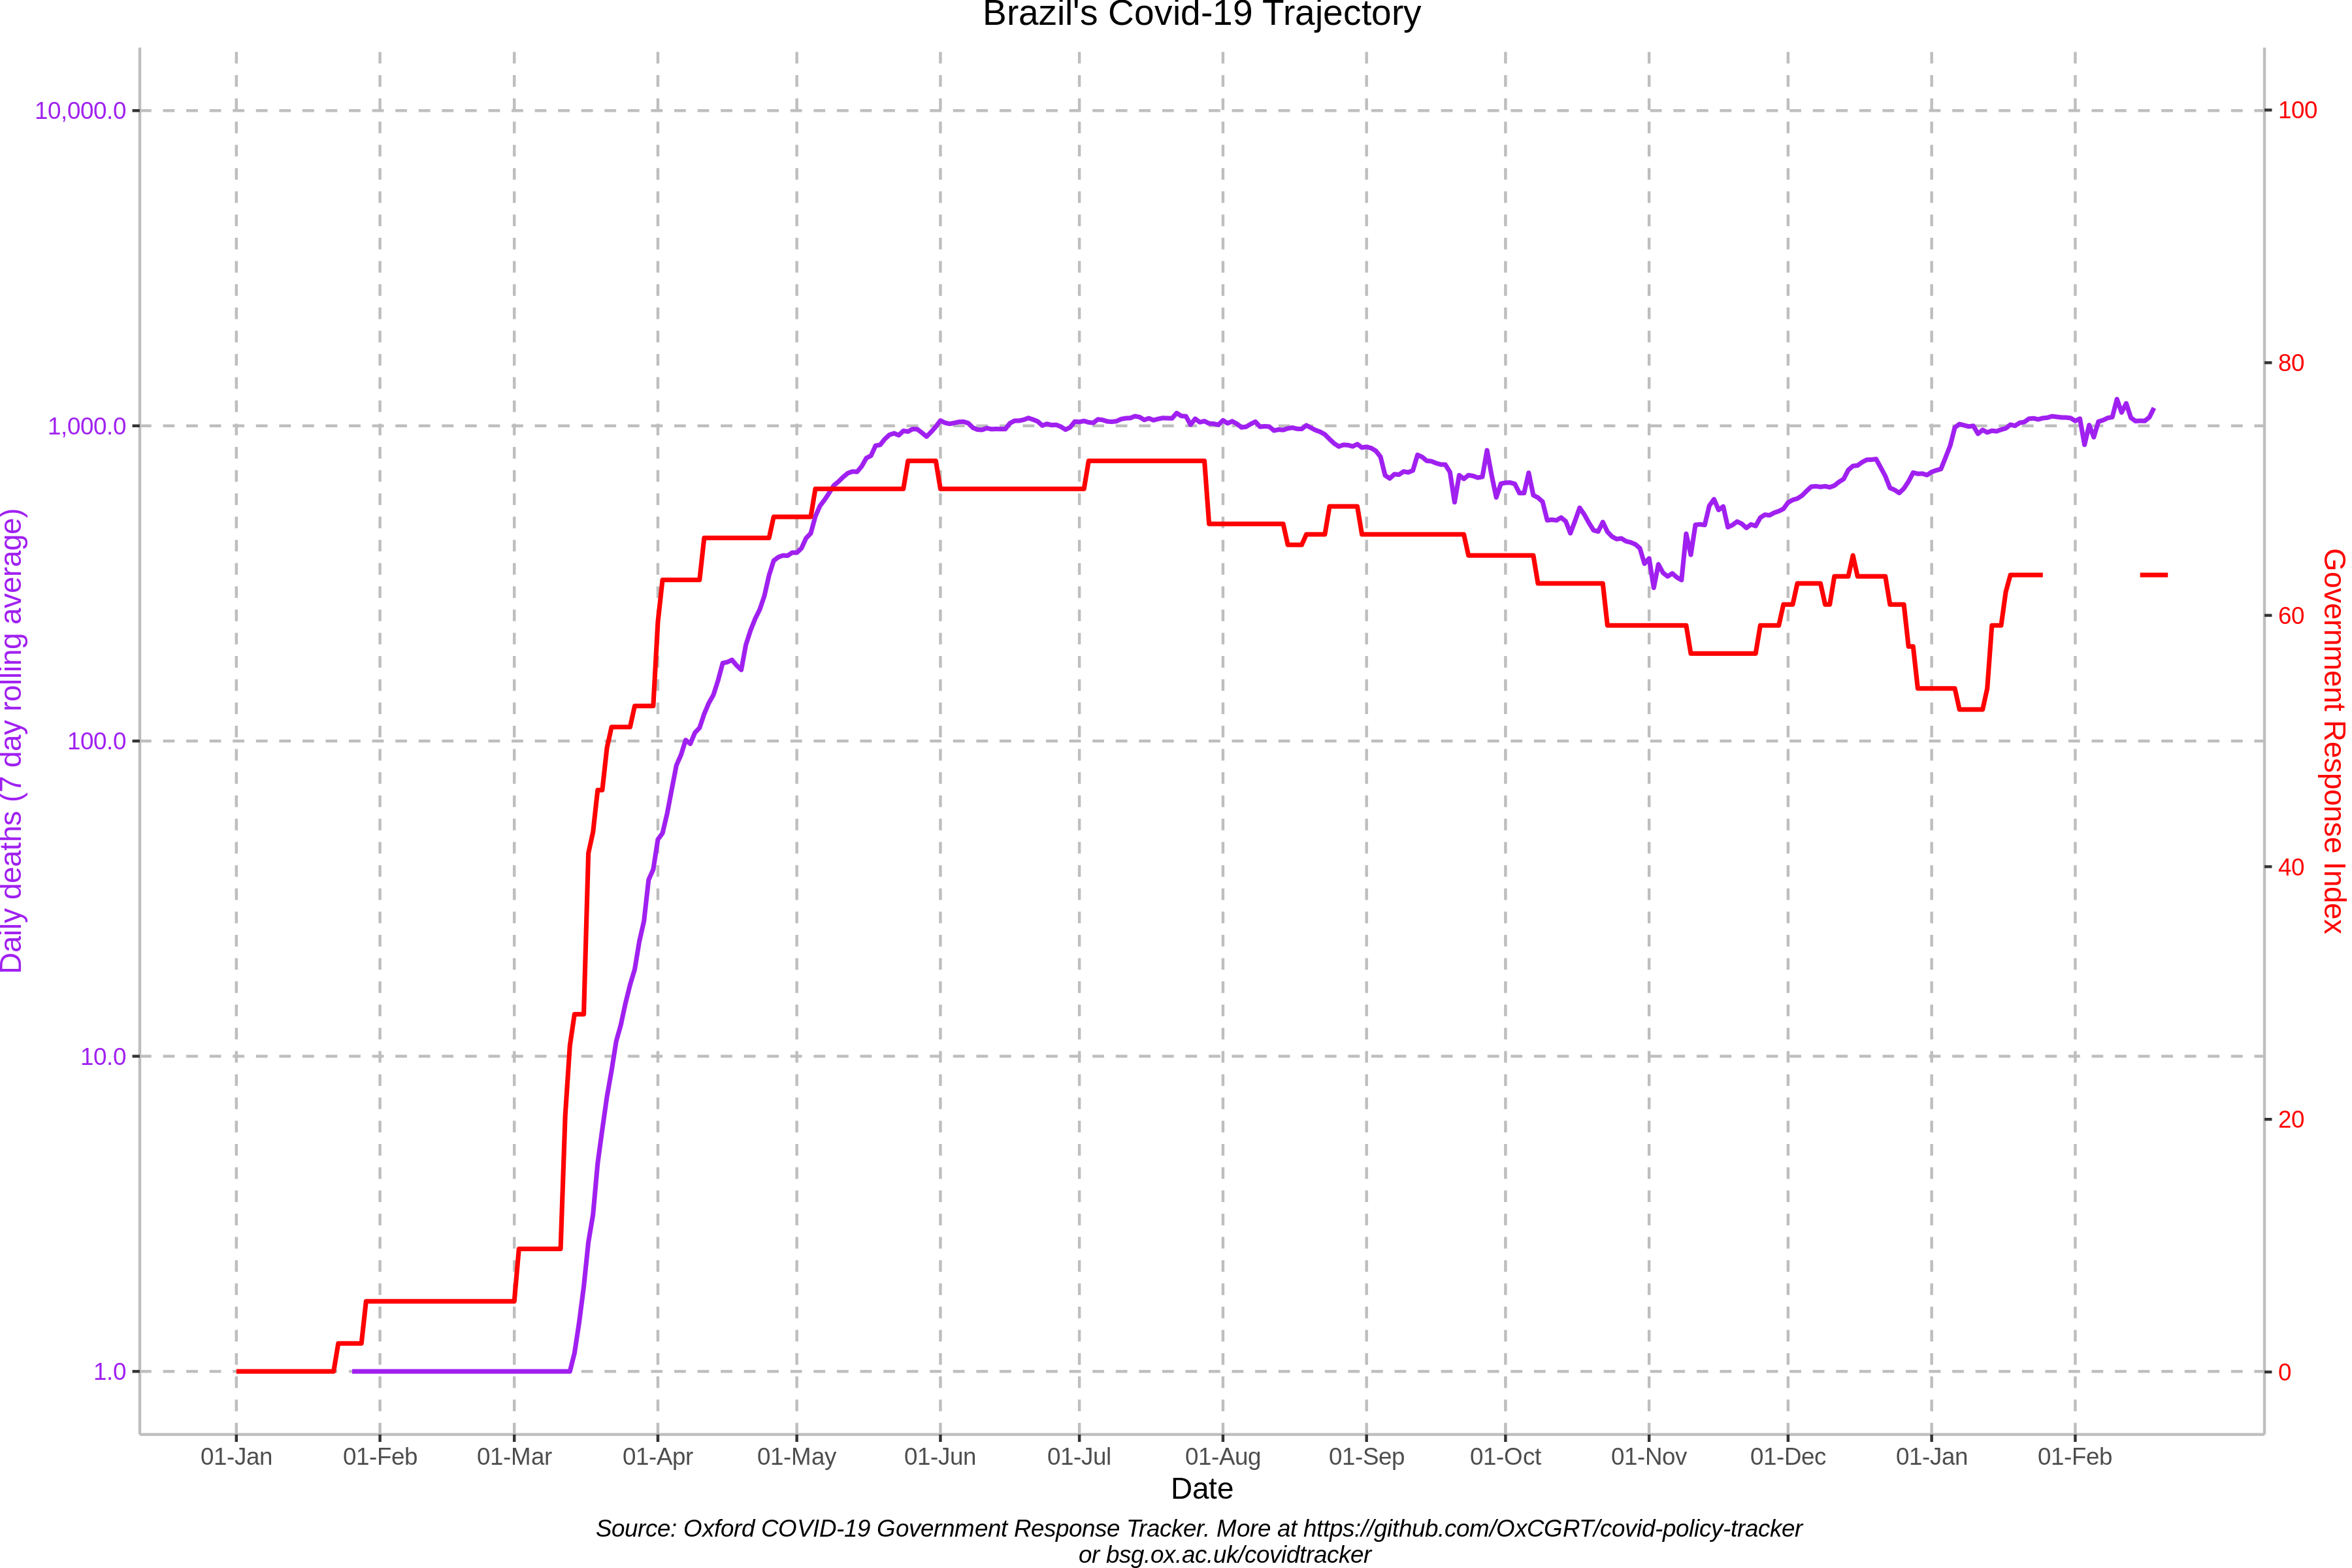 Brazil's Covid-19 Trajectory
Daily deaths (7 day rolling average)
10,000.0
1,000.0
100.0
10.0
1.0
100
80
60
40
20
0
Government Response Index
01-Jan
01-Feb
01-Mar
01-Apr
01-May
01-Jun
01-Jul
01-Aug
01-Sep
01-Oct
01-Nov
01-Dec
01-Jan
01-Feb
Date
Source: Oxford COVID-19 Government Response Tracker. More at https://github.com/OxCGRT/covid-policy-tracker
or bsg.ox.ac.uk/covidtracker